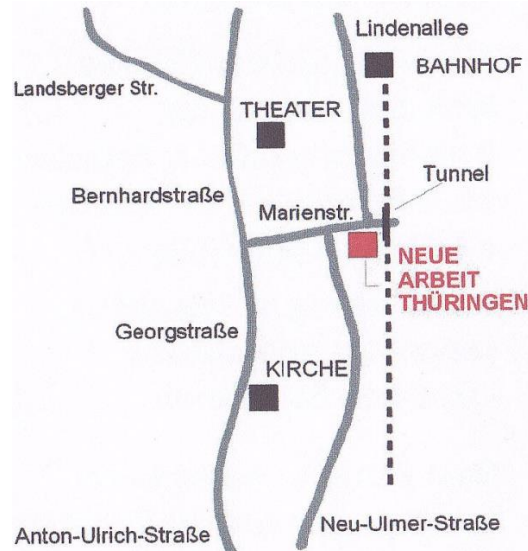 Lindenallee
BAHNHOF
Landsberger Str.
THEATER
Tunnel
Bernhardstraße
Marienstr.
NEUE
ARBEIT
THÜRINGEN
Georgstraße
KIRCHE
Anton-Ulrich-Straße
Neu-Ulmer-Straße